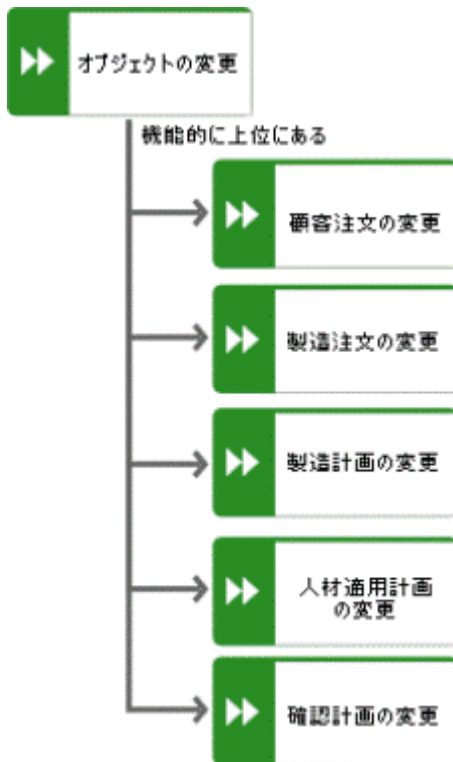 オブジェクトの変更
機能的に上位にある
顧客注文の変更
製造注文の変更
製造計画の変更
人材適用計画
の変更
確認計画の変更